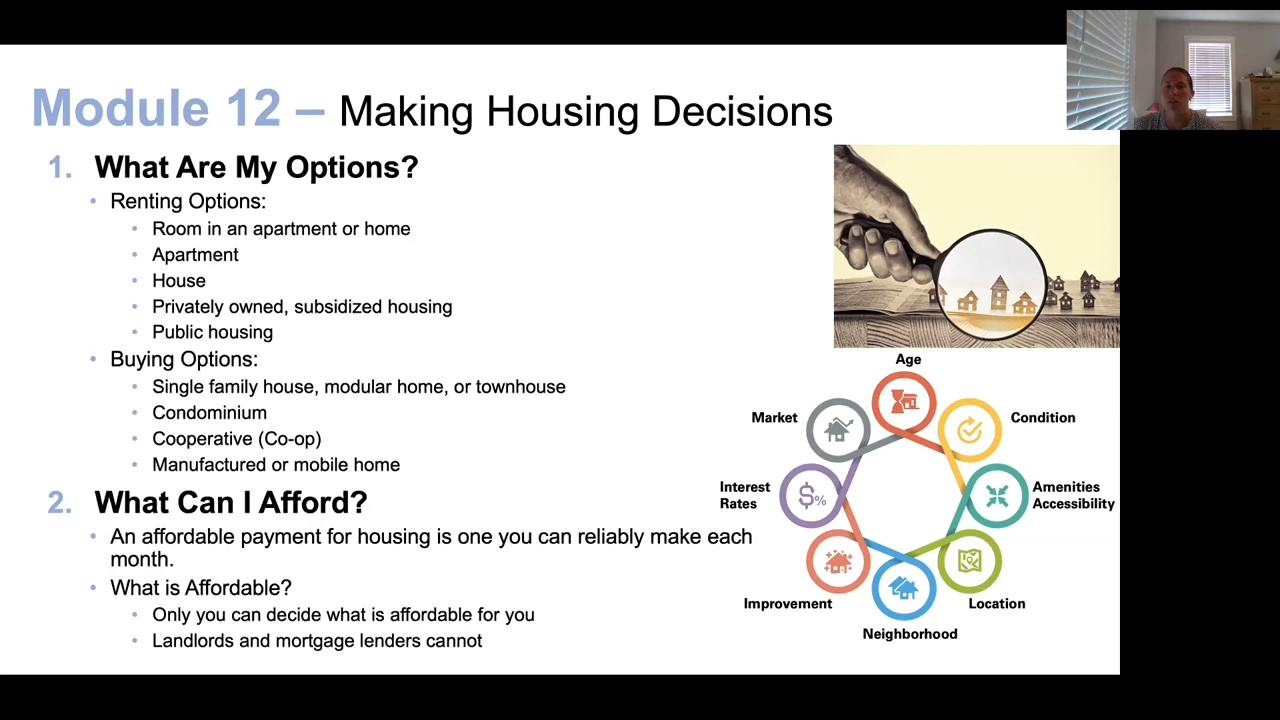 Module 12 – Making Housing Decisions
1. What Are My Options?
• Renting Options:
• Room in an apartment or home
• Apartment
• House
• Privately owned, subsidized housing
• Public housing
• Buying Options:
• Single family house, modular home, or townhouse
• Condominium
• Cooperative (Co-op)
• Manufactured or mobile home
2. What Can I Afford?
• An affordable payment for housing is one you can reliably make each
month.
• What is Affordable?
• Only you can decide what is affordable for you
• Landlords and mortgage lenders cannot
Age
Condition
Amenities
Accessibility
Location
Neighborhood
Improvement
Interest
Rates
$%
Market